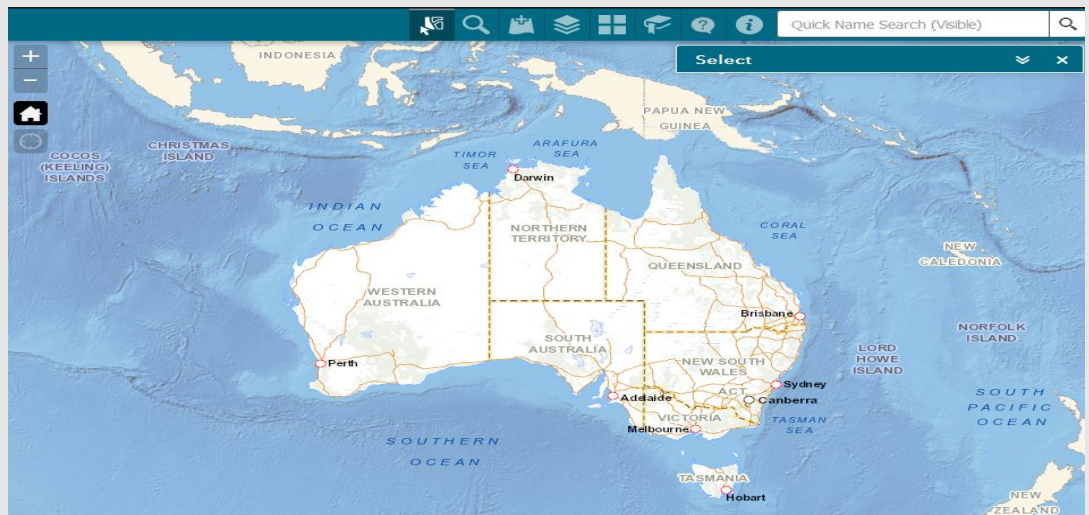 Quick Name Search (Visible)
Select
INDONESIA
PAPUA NEW
GUINEA
CHRISTMAS
ISLAND
COCOS
(KEELING)
ISLANDS
ARAFURA
SEA
TIMOR
SEA
Darwin
INDIAN
OCEAN
NORTHERN
TERRITORY
CORAL
SEA
NEW
CALEDONIA
QUEENSLAND
WESTERN
AUSTRALIA
Brisbane
SOUTH
AUSTRALIA
NORFOLK
ISLAND
LORD
HOWE
ISLAND
Perth
NEW SOUTH
WALES
Sydney
ACT
Canberra
Adelaide
SOUTH
PACIFIC
OCEAN
VICTORIA
Melbourne
TASMAN
SEA
SOUTHERN
OCEAN
TASMANIA
Hobart
NEW
ZEALAND